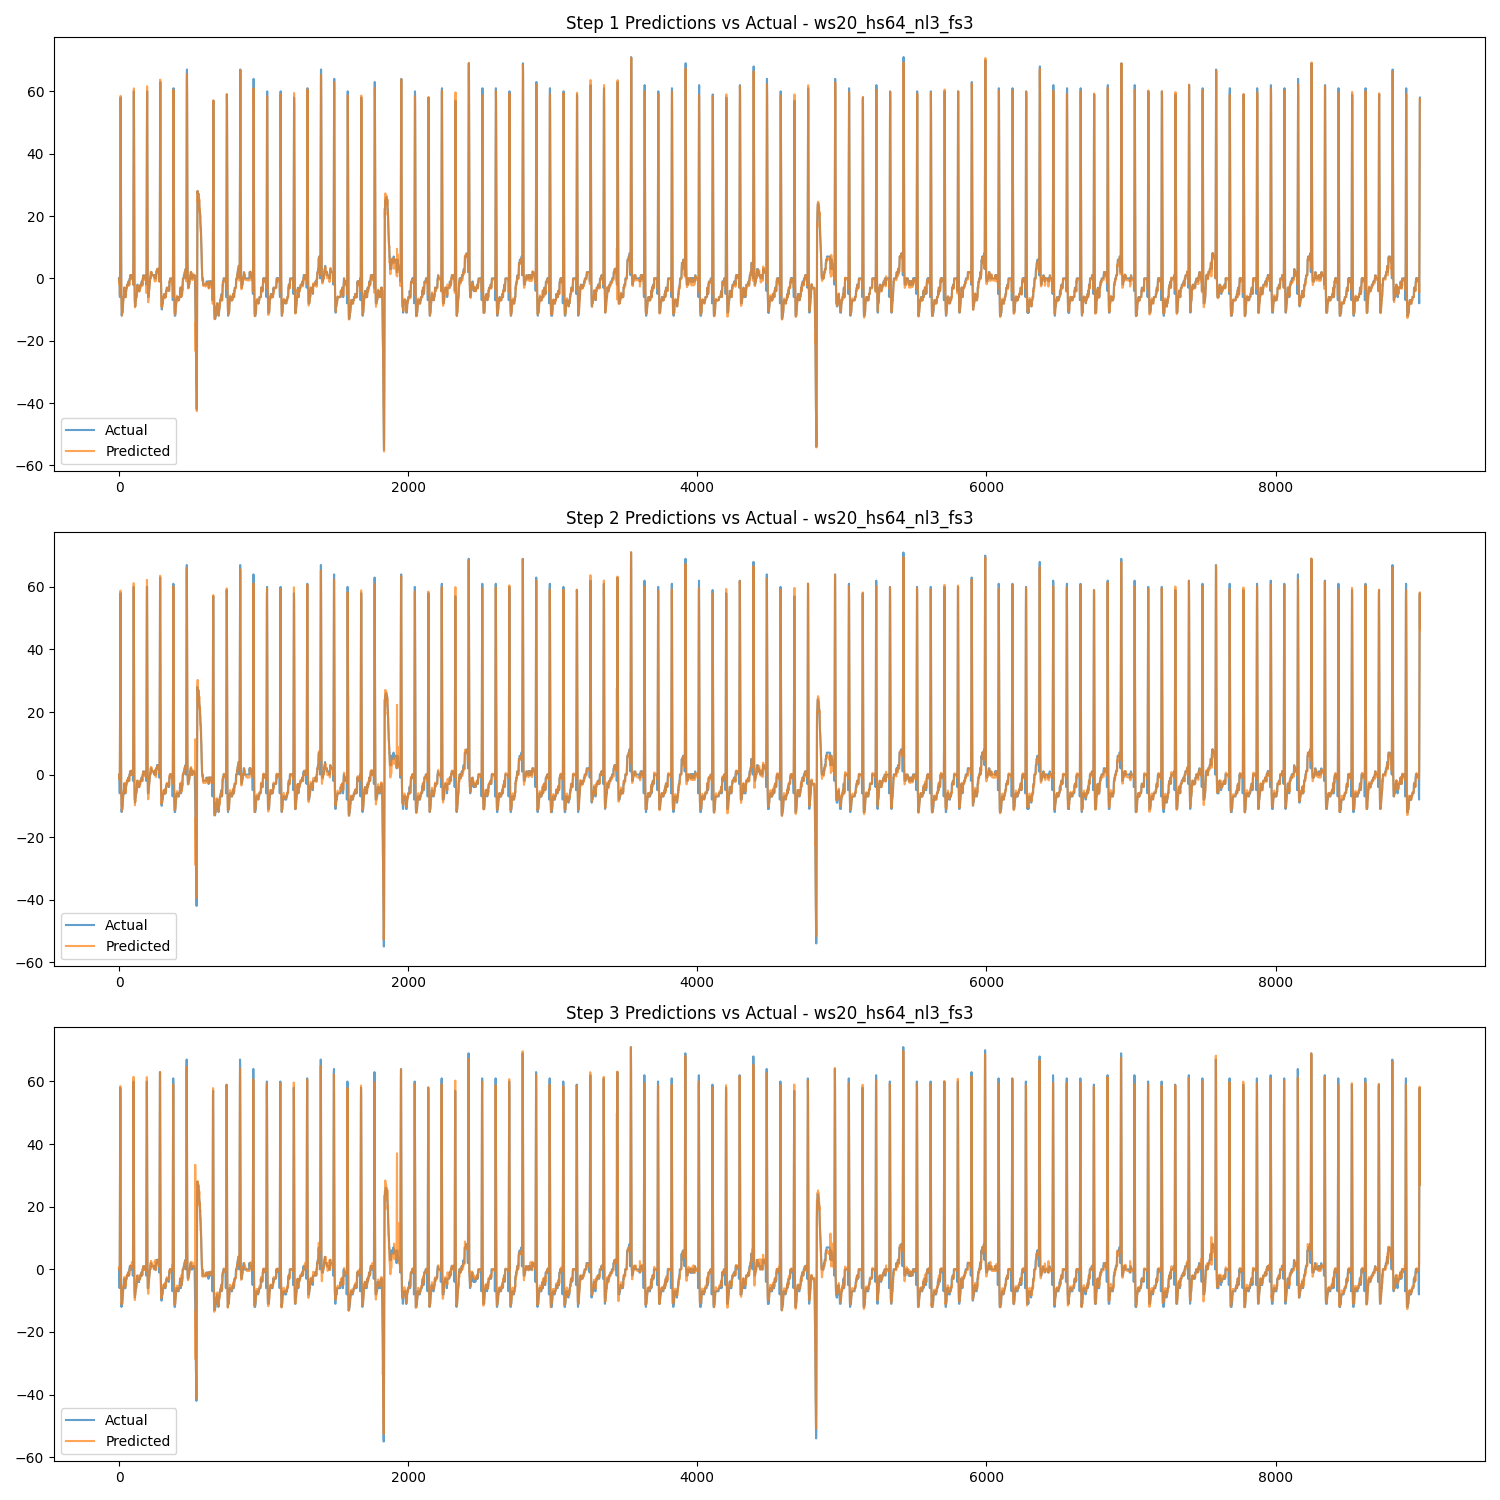 Step 1 Predictions vs Actual - ws20_hs64_nl3_fs3
60
40
20
0
−20
−40
−60
Actual
Predicted
0 2000 4000 6000 8000
Step 2 Predictions vs Actual - ws20_hs64_nl3_fs3
60
40
20
0
−20
−40
−60
Actual
Predicted
0 2000 4000 6000 8000
Step 3 Predictions vs Actual - ws20_hs64_nl3_fs3
60
40
20
0
−20
−40
−60
Actual
Predicted
0 2000 4000 6000 8000